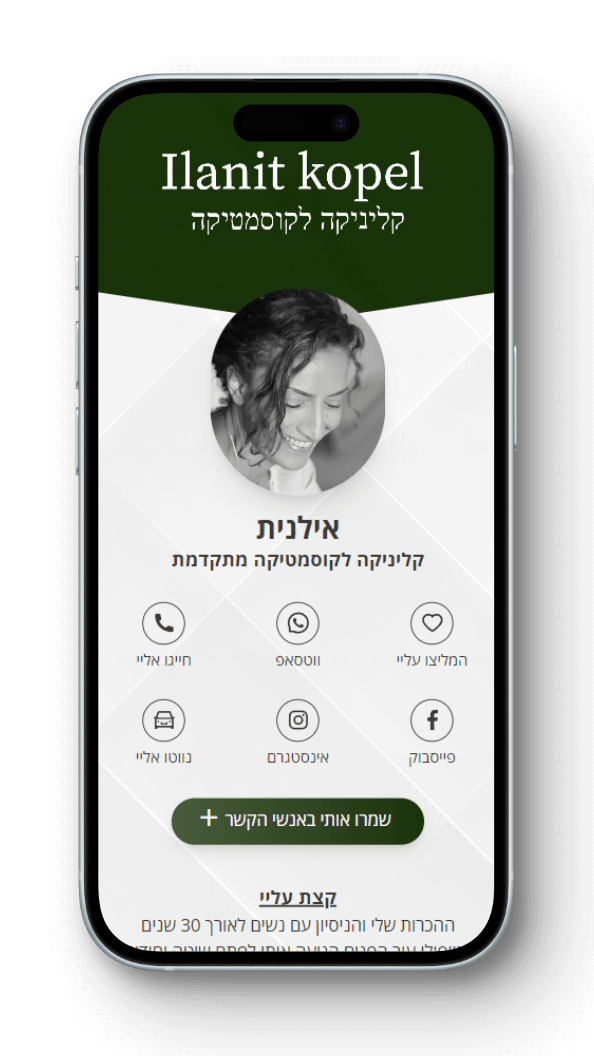 Ilanit kopel
קליניקה לקוסמטיקה
אילנית
קליניקה לקוסמטיקה מתקדמת
המליצו עליי
ווטסאפ
חייגו אליי
פייסבוק
אינסטגרם
נווטו אליי
שמרו אותי באנשי הקשר +
קצת עליי
ההכרות שלי והניסיון עם נשים לאורך 30 שנים